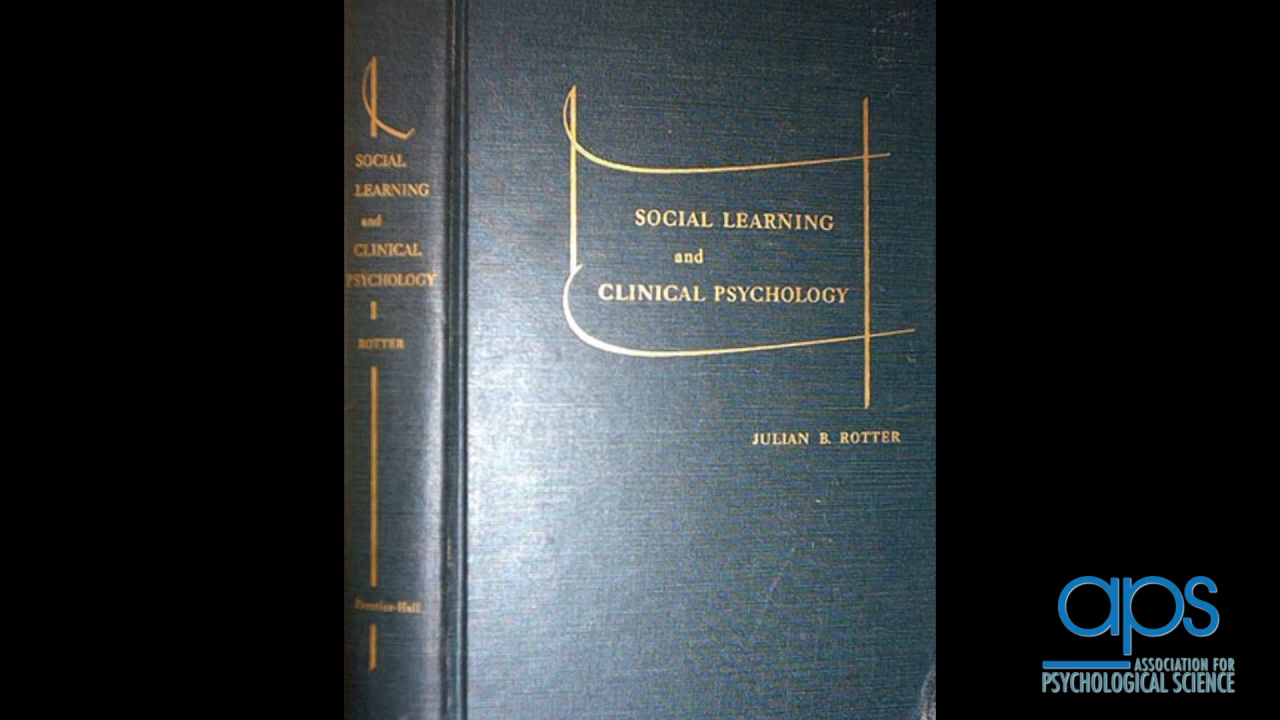 SOCIAL
LEARNING
and
CLINICAL
PSYCHOLOGY
ROTTER
Prentice-Hall
SOCIAL LEARNING
and
CLINICAL PSYCHOLOGY
JULIAN B. ROTTER
aps
ASSOCIATION FOR
PSYCHOLOGICAL SCIENCE